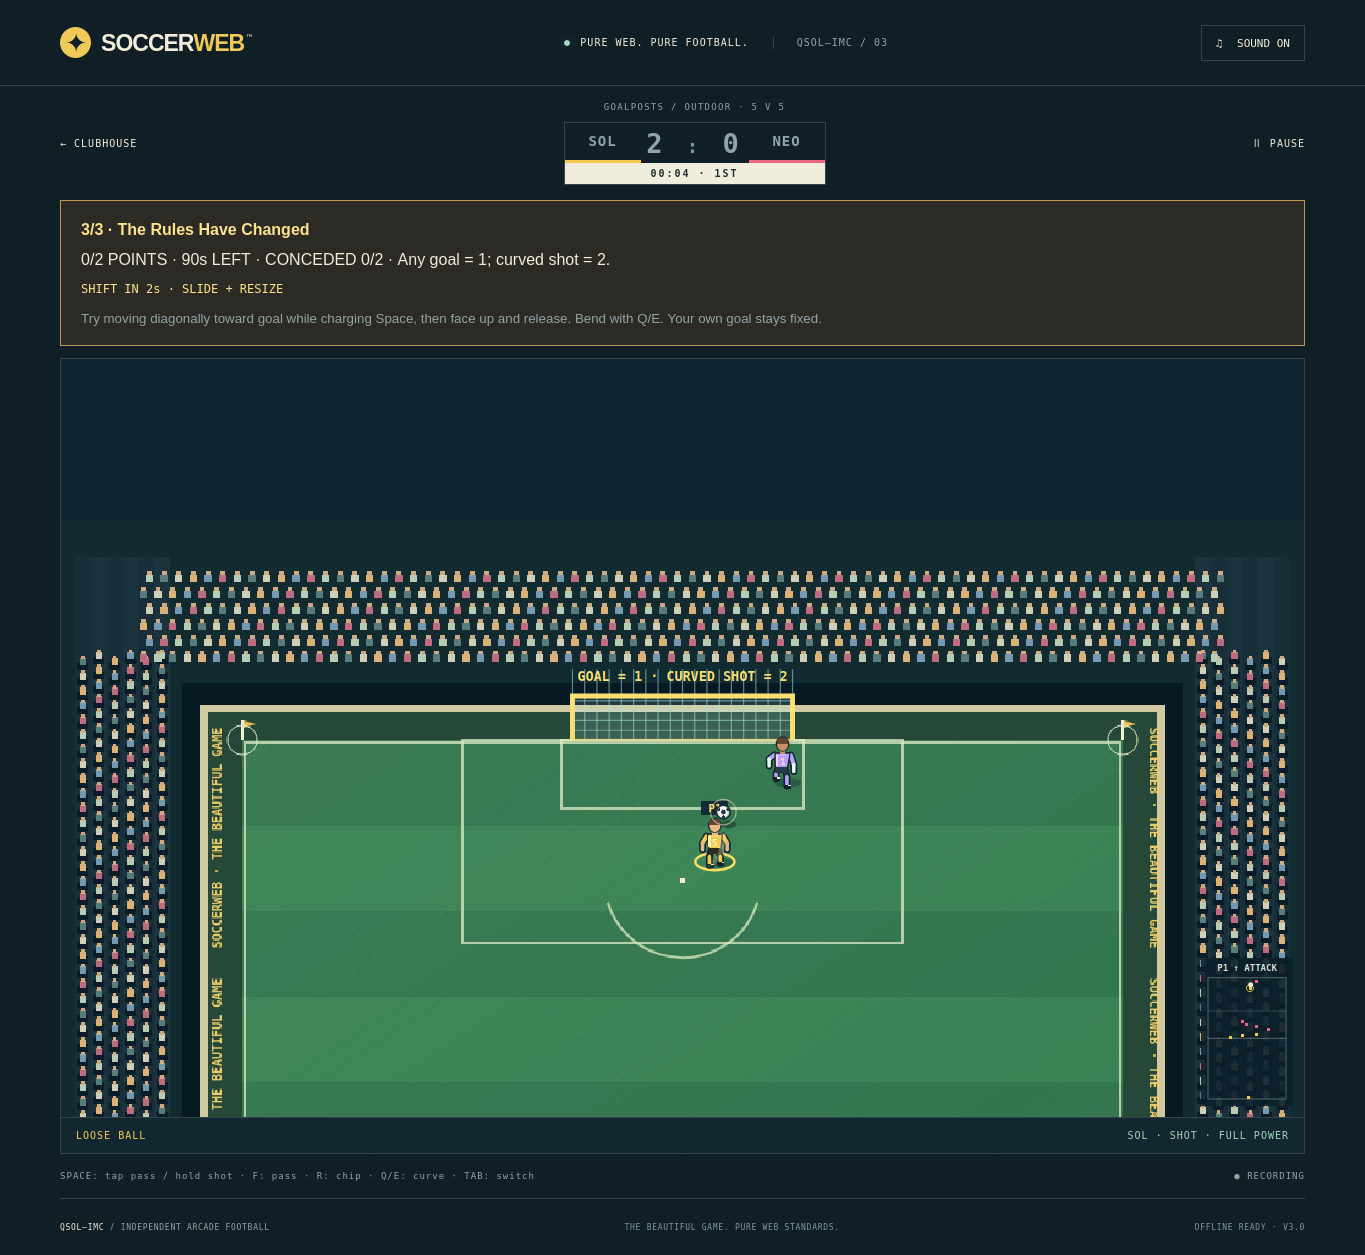 SOCCERWEB™
● PURE WEB. PURE FOOTBALL.
QSOL—IMC / 03
♫ SOUND ON
GOALPOSTS / OUTDOOR · 5 V 5
← CLUBHOUSE
SOL 2 : 0 NEO
00:04 · 1ST
II PAUSE
3/3 · The Rules Have Changed
0/2 POINTS · 90s LEFT · CONCEDED 0/2 · Any goal = 1; curved shot = 2.
SHIFT IN 2s · SLIDE + RESIZE
Try moving diagonally toward goal while charging Space, then face up and release. Bend with Q/E. Your own goal stays fixed.
GOAL = 1 · CURVED SHOT = 2
SOCCERWEB · THE BEAUTIFUL GAME
THE BEAUTIFUL GAME
SOCCERWEB · THE BEAUTIFUL GAME
SOCCERWEB · THE BEA
P1 ↑ ATTACK
LOOSE BALL
SOL · SHOT · FULL POWER
SPACE: tap pass / hold shot · F: pass · R: chip · Q/E: curve · TAB: switch
● RECORDING
QSOL—IMC / INDEPENDENT ARCADE FOOTBALL
THE BEAUTIFUL GAME. PURE WEB STANDARDS.
OFFLINE READY · V3.0